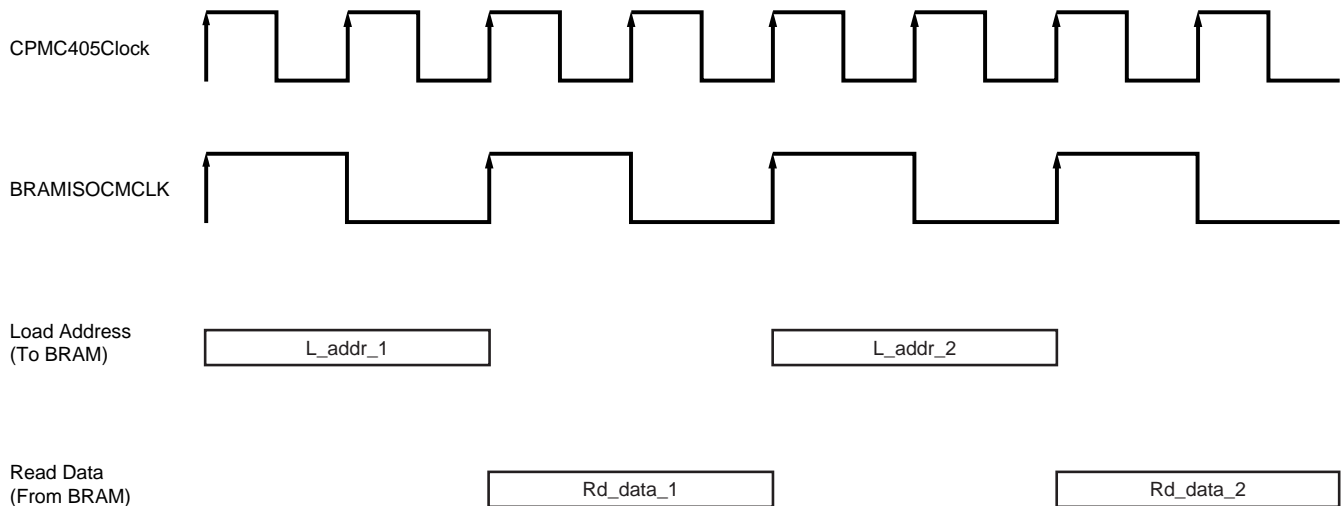 CPMC405Clock
BRAMISOCMCLK
Load Address
(To BRAM)
L_addr_1
L_addr_2
Read Data
(From BRAM)
Rd_data_1
Rd_data_2